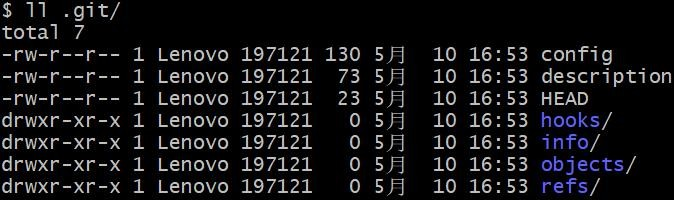 $ ll .git/
total 7
-rw-r--r-- 1 Lenovo 197121 130 5月  10 16:53 config
-rw-r--r-- 1 Lenovo 197121  73 5月  10 16:53 description
-rw-r--r-- 1 Lenovo 197121  23 5月  10 16:53 HEAD
drwxr-xr-x 1 Lenovo 197121   0 5月  10 16:53 hooks/
drwxr-xr-x 1 Lenovo 197121   0 5月  10 16:53 info/
drwxr-xr-x 1 Lenovo 197121   0 5月  10 16:53 objects/
drwxr-xr-x 1 Lenovo 197121   0 5月  10 16:53 refs/